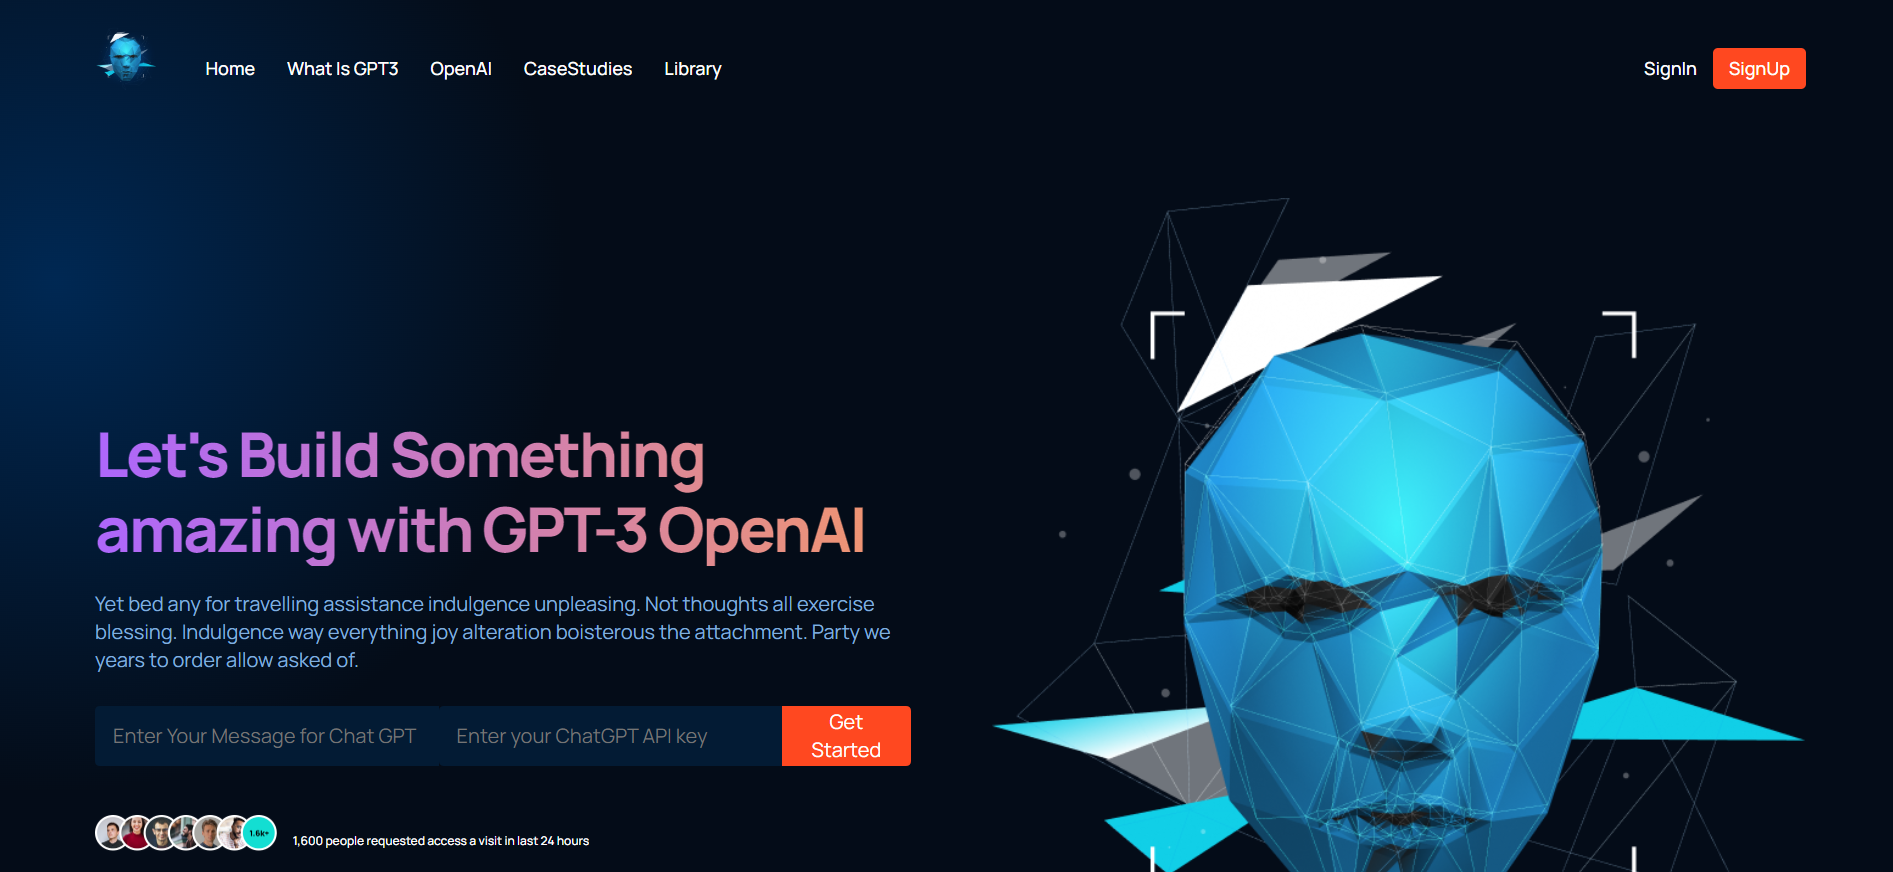 Home What Is GPT3 OpenAI CaseStudies Library SignIn SignUp
Let's Build Something
amazing with GPT-3 OpenAI
Yet bed any for travelling assistance indulgence unpleasing. Not thoughts all exercise
blessing. Indulgence way everything joy alteration boisterous the attachment. Party we
years to order allow asked of.
Enter Your Message for Chat GPT Enter your ChatGPT API key
Get
Started
1.6k+
1,600 people requested access a visit in last 24 hours